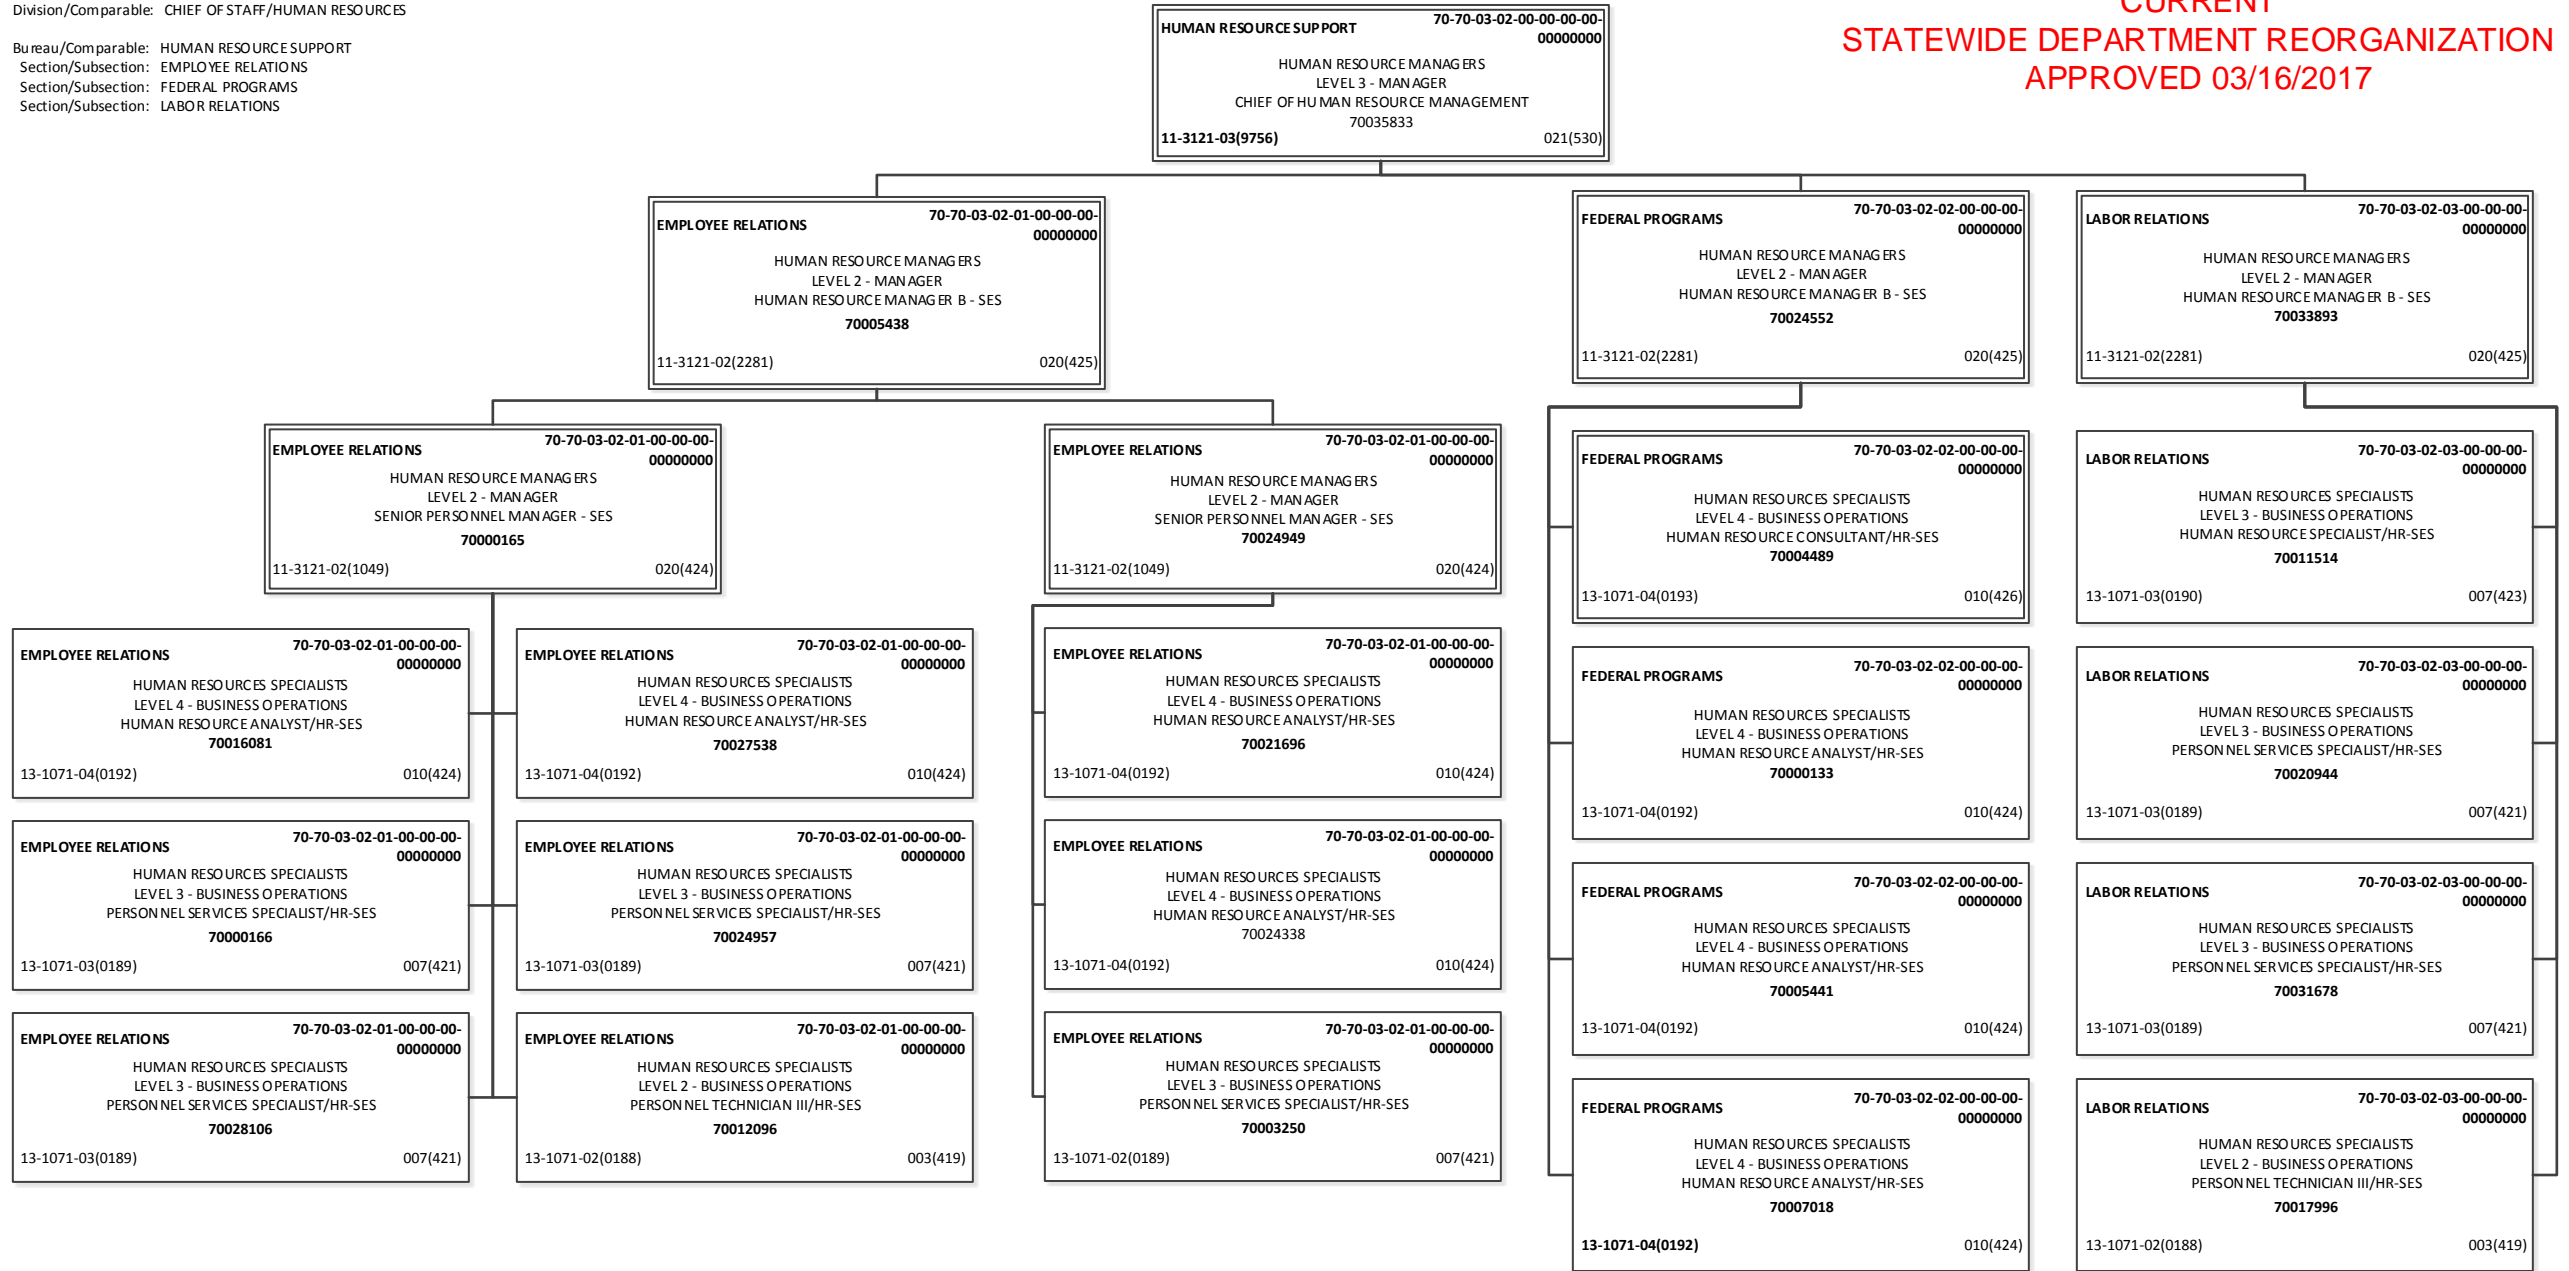 Division/Comparable: CHIEF OF STAFF/HUMAN RESOURCES
Bureau/Comparable: HUMAN RESOURCE SUPPORT
Section/Subsection: EMPLOYEE RELATIONS
Section/Subsection: FEDERAL PROGRAMS
Section/Subsection: LABOR RELATIONS
CURRENT
STATEWIDE DEPARTMENT REORGANIZATION
APPROVED 03/16/2017
HUMAN RESOURCE SUPPORT
70-70-03-02-00-00-00-00-
00000000
HUMAN RESOURCE MANAGERS
LEVEL 3 - MANAGER
CHIEF OF HUMAN RESOURCE MANAGEMENT
70035833
11-3121-03(9756) 021(530)
EMPLOYEE RELATIONS
70-70-03-02-01-00-00-00-
00000000
HUMAN RESOURCE MANAGERS
LEVEL 2 - MANAGER
HUMAN RESOURCE MANAGER B - SES
70005438
11-3121-02(2281) 020(425)
FEDERAL PROGRAMS
70-70-03-02-02-00-00-00-
00000000
HUMAN RESOURCE MANAGERS
LEVEL 2 - MANAGER
HUMAN RESOURCE MANAGER B - SES
70024552
11-3121-02(2281) 020(425)
LABOR RELATIONS
70-70-03-02-03-00-00-00-
00000000
HUMAN RESOURCE MANAGERS
LEVEL 2 - MANAGER
HUMAN RESOURCE MANAGER B - SES
70033893
11-3121-02(2281) 020(425)
EMPLOYEE RELATIONS
70-70-03-02-01-00-00-00-
00000000
HUMAN RESOURCE MANAGERS
LEVEL 2 - MANAGER
SENIOR PERSONNEL MANAGER - SES
70000165
11-3121-02(1049) 020(424)
EMPLOYEE RELATIONS
70-70-03-02-01-00-00-00-
00000000
HUMAN RESOURCE MANAGERS
LEVEL 2 - MANAGER
SENIOR PERSONNEL MANAGER - SES
70024949
11-3121-02(1049) 020(424)
FEDERAL PROGRAMS
70-70-03-02-02-00-00-00-
00000000
HUMAN RESOURCES SPECIALISTS
LEVEL 4 - BUSINESS OPERATIONS
HUMAN RESOURCE CONSULTANT/HR-SES
70004489
13-1071-04(0193) 010(426)
LABOR RELATIONS
70-70-03-02-03-00-00-00-
00000000
HUMAN RESOURCES SPECIALISTS
LEVEL 3 - BUSINESS OPERATIONS
HUMAN RESOURCE SPECIALIST/HR-SES
70011514
13-1071-03(0190) 007(423)
EMPLOYEE RELATIONS
70-70-03-02-01-00-00-00-
00000000
HUMAN RESOURCES SPECIALISTS
LEVEL 4 - BUSINESS OPERATIONS
HUMAN RESOURCE ANALYST/HR-SES
70016081
13-1071-04(0192) 010(424)
EMPLOYEE RELATIONS
70-70-03-02-01-00-00-00-
00000000
HUMAN RESOURCES SPECIALISTS
LEVEL 4 - BUSINESS OPERATIONS
HUMAN RESOURCE ANALYST/HR-SES
70027538
13-1071-04(0192) 010(424)
EMPLOYEE RELATIONS
70-70-03-02-01-00-00-00-
00000000
HUMAN RESOURCES SPECIALISTS
LEVEL 4 - BUSINESS OPERATIONS
HUMAN RESOURCE ANALYST/HR-SES
70021696
13-1071-04(0192) 010(424)
FEDERAL PROGRAMS
70-70-03-02-02-00-00-00-
00000000
HUMAN RESOURCES SPECIALISTS
LEVEL 4 - BUSINESS OPERATIONS
HUMAN RESOURCE ANALYST/HR-SES
70000133
13-1071-04(0192) 010(424)
LABOR RELATIONS
70-70-03-02-03-00-00-00-
00000000
HUMAN RESOURCES SPECIALISTS
LEVEL 3 - BUSINESS OPERATIONS
PERSONNEL SERVICES SPECIALIST/HR-SES
70020944
13-1071-03(0189) 007(421)
EMPLOYEE RELATIONS
70-70-03-02-01-00-00-00-
00000000
HUMAN RESOURCES SPECIALISTS
LEVEL 3 - BUSINESS OPERATIONS
PERSONNEL SERVICES SPECIALIST/HR-SES
70000166
13-1071-03(0189) 007(421)
EMPLOYEE RELATIONS
70-70-03-02-01-00-00-00-
00000000
HUMAN RESOURCES SPECIALISTS
LEVEL 3 - BUSINESS OPERATIONS
PERSONNEL SERVICES SPECIALIST/HR-SES
70024957
13-1071-03(0189) 007(421)
EMPLOYEE RELATIONS
70-70-03-02-01-00-00-00-
00000000
HUMAN RESOURCES SPECIALISTS
LEVEL 4 - BUSINESS OPERATIONS
HUMAN RESOURCE ANALYST/HR-SES
70024338
13-1071-04(0192) 010(424)
FEDERAL PROGRAMS
70-70-03-02-02-00-00-00-
00000000
HUMAN RESOURCES SPECIALISTS
LEVEL 4 - BUSINESS OPERATIONS
HUMAN RESOURCE ANALYST/HR-SES
70005441
13-1071-04(0192) 010(424)
LABOR RELATIONS
70-70-03-02-03-00-00-00-
00000000
HUMAN RESOURCES SPECIALISTS
LEVEL 3 - BUSINESS OPERATIONS
PERSONNEL SERVICES SPECIALIST/HR-SES
70031678
13-1071-03(0189) 007(421)
EMPLOYEE RELATIONS
70-70-03-02-01-00-00-00-
00000000
HUMAN RESOURCES SPECIALISTS
LEVEL 3 - BUSINESS OPERATIONS
PERSONNEL SERVICES SPECIALIST/HR-SES
70028106
13-1071-03(0189) 007(421)
EMPLOYEE RELATIONS
70-70-03-02-01-00-00-00-
00000000
HUMAN RESOURCES SPECIALISTS
LEVEL 2 - BUSINESS OPERATIONS
PERSONNEL TECHNICIAN III/HR-SES
70012096
13-1071-02(0188) 003(419)
EMPLOYEE RELATIONS
70-70-03-02-01-00-00-00-
00000000
HUMAN RESOURCES SPECIALISTS
LEVEL 3 - BUSINESS OPERATIONS
PERSONNEL SERVICES SPECIALIST/HR-SES
70003250
13-1071-02(0189) 007(421)
FEDERAL PROGRAMS
70-70-03-02-02-00-00-00-
00000000
HUMAN RESOURCES SPECIALISTS
LEVEL 4 - BUSINESS OPERATIONS
HUMAN RESOURCE ANALYST/HR-SES
70007018
13-1071-04(0192) 010(424)
LABOR RELATIONS
70-70-03-02-03-00-00-00-
00000000
HUMAN RESOURCES SPECIALISTS
LEVEL 2 - BUSINESS OPERATIONS
PERSONNEL TECHNICIAN III/HR-SES
70017996
13-1071-02(0188) 003(419)